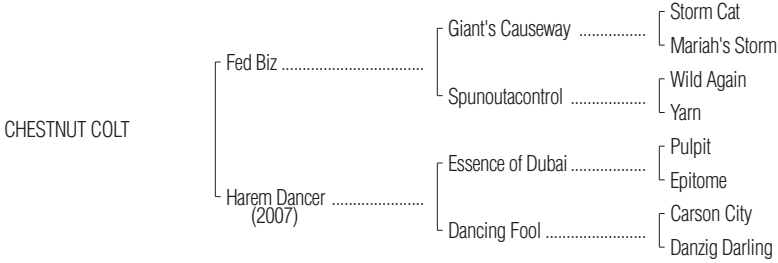 Storm Cat
Giant's Causeway ................
Mariah's Storm
Fed Biz ..................................
Wild Again
Spunoutacontrol ..................
Yarn
CHESTNUT COLT
Pulpit
Essence of Dubai ..................
Epitome
Harem Dancer ......................
(2007)
Carson City
Dancing Fool ........................
Danzig Darling